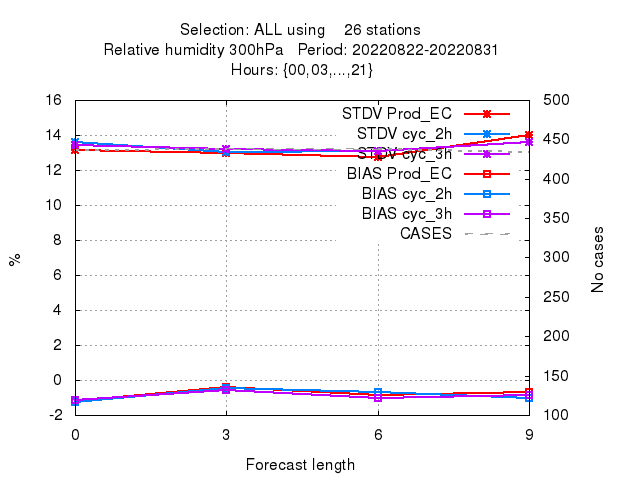 Selection: ALL using 26 stations
Relative humidity 300hPa Period: 20220822-20220831
Hours: {00,03,...,21}
16
14
12
10
8
6
4
2
0
-2
%
500
450
400
350
300
250
200
150
100
No cases
STDV Prod_EC
STDV cyc_2h
STDV cyc_3h
BIAS Prod_EC
BIAS cyc_2h
BIAS cyc_3h
CASES
0 3 6 9
Forecast length